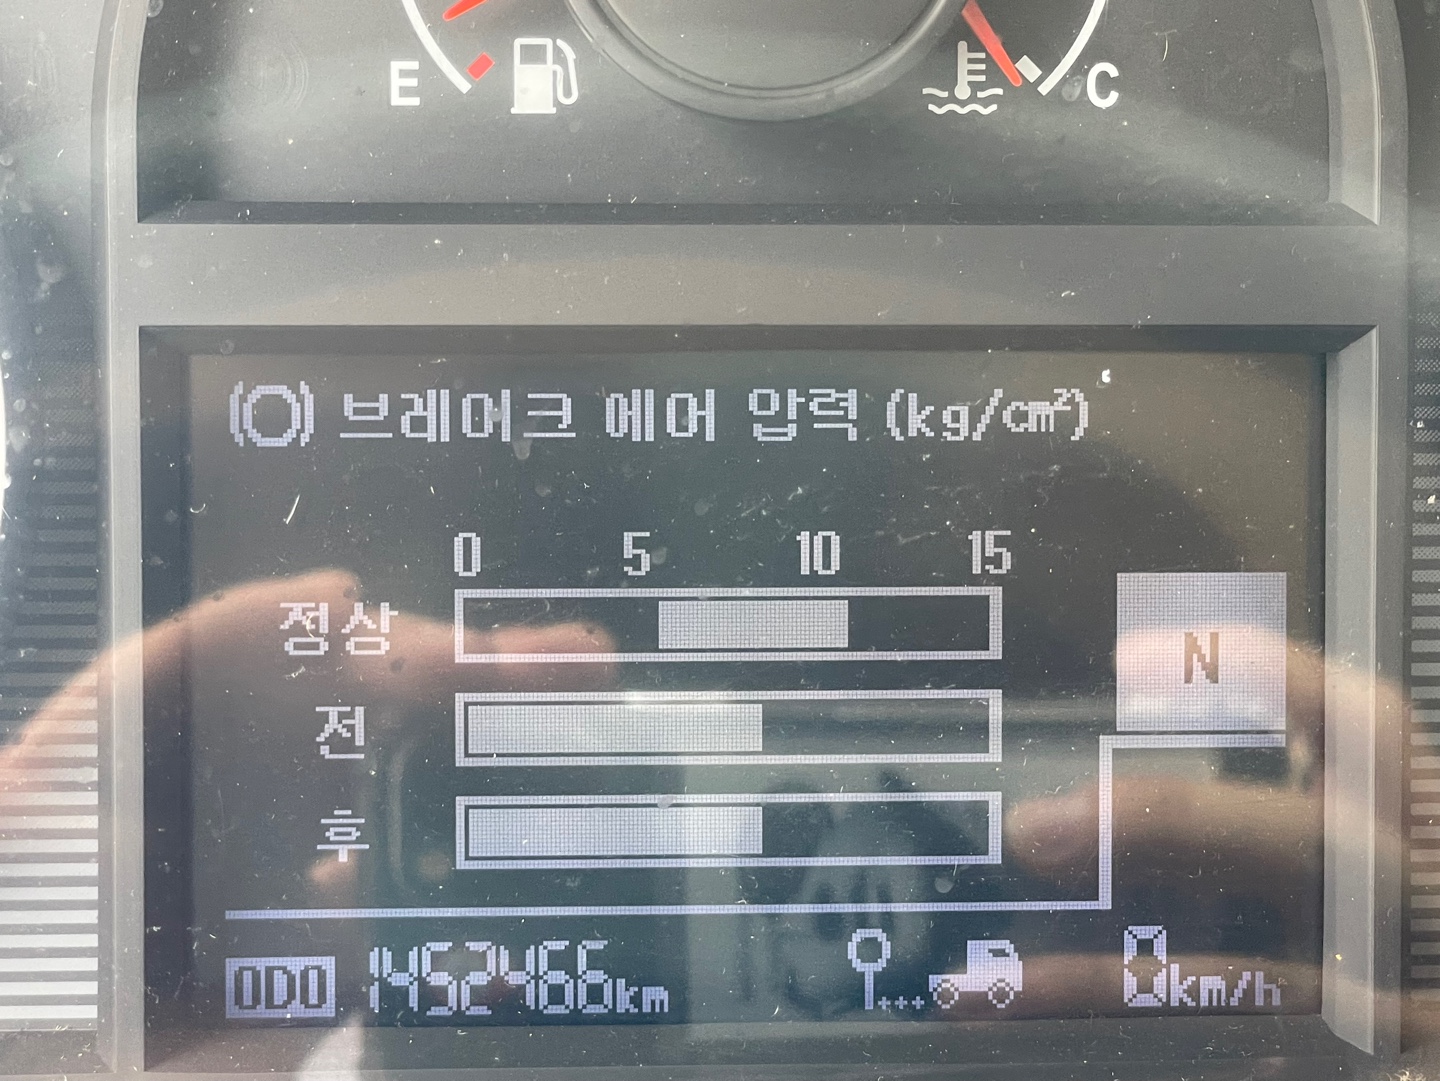 E C
브레이크 에어 압력 (kg/cm²)
0 5 10 15
정상
N
전
후
ODO 1452466km 0km/h